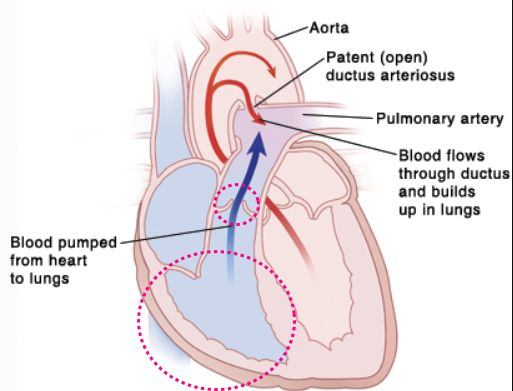 Aorta
Patent (open)
ductus arteriosus
Pulmonary artery
Blood flows
through ductus
and builds
up in lungs
Blood pumped
from heart
to lungs